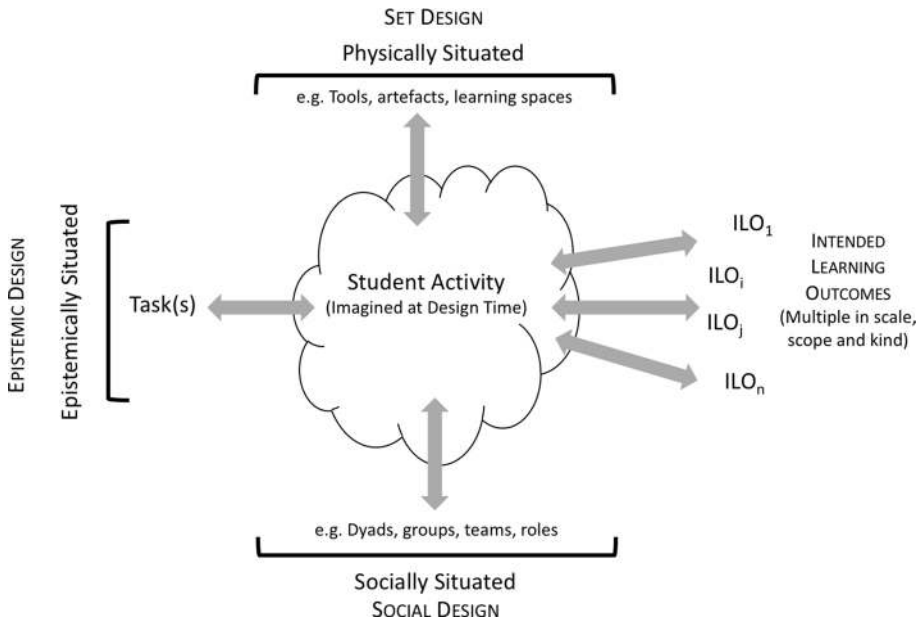 SET DESIGN
Physically Situated
e.g. Tools, artefacts, learning spaces
EPISTEMIC DESIGN
Epistemically Situated
Task(s)
Student Activity
(Imagined at Design Time)
ILO1
ILOi
ILOj
ILOn
INTENDED
LEARNING
OUTCOMES
(Multiple in scale,
scope and kind)
e.g. Dyads, groups, teams, roles
Socially Situated
SOCIAL DESIGN